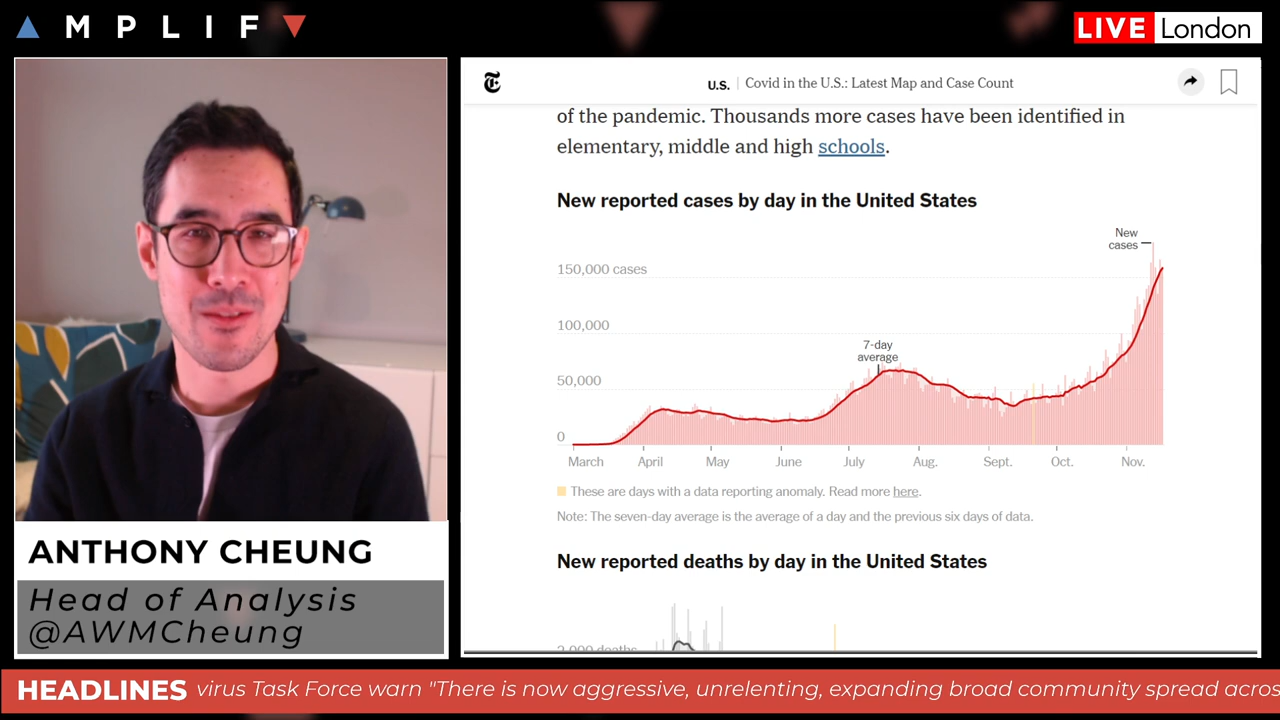 MPLIF
LIVE London
U.S. Covid in the U.S.: Latest Map and Case Count
of the pandemic. Thousands more cases have been identified in
elementary, middle and high schools.
New reported cases by day in the United States
New
cases
150,000 cases
7-day
average
100,000
50,000
0
March April May June July Aug. Sept. Oct. Nov.
These are days with a data reporting anomaly. Read more here.
Note: The seven-day average is the average of a day and the previous six days of data.
New reported deaths by day in the United States
2,000 deaths
ANTHONY CHEUNG
Head of Analysis
@AWMCheung
HEADLINES virus Task Force warn "There is now aggressive, unrelenting, expanding broad community spread acros